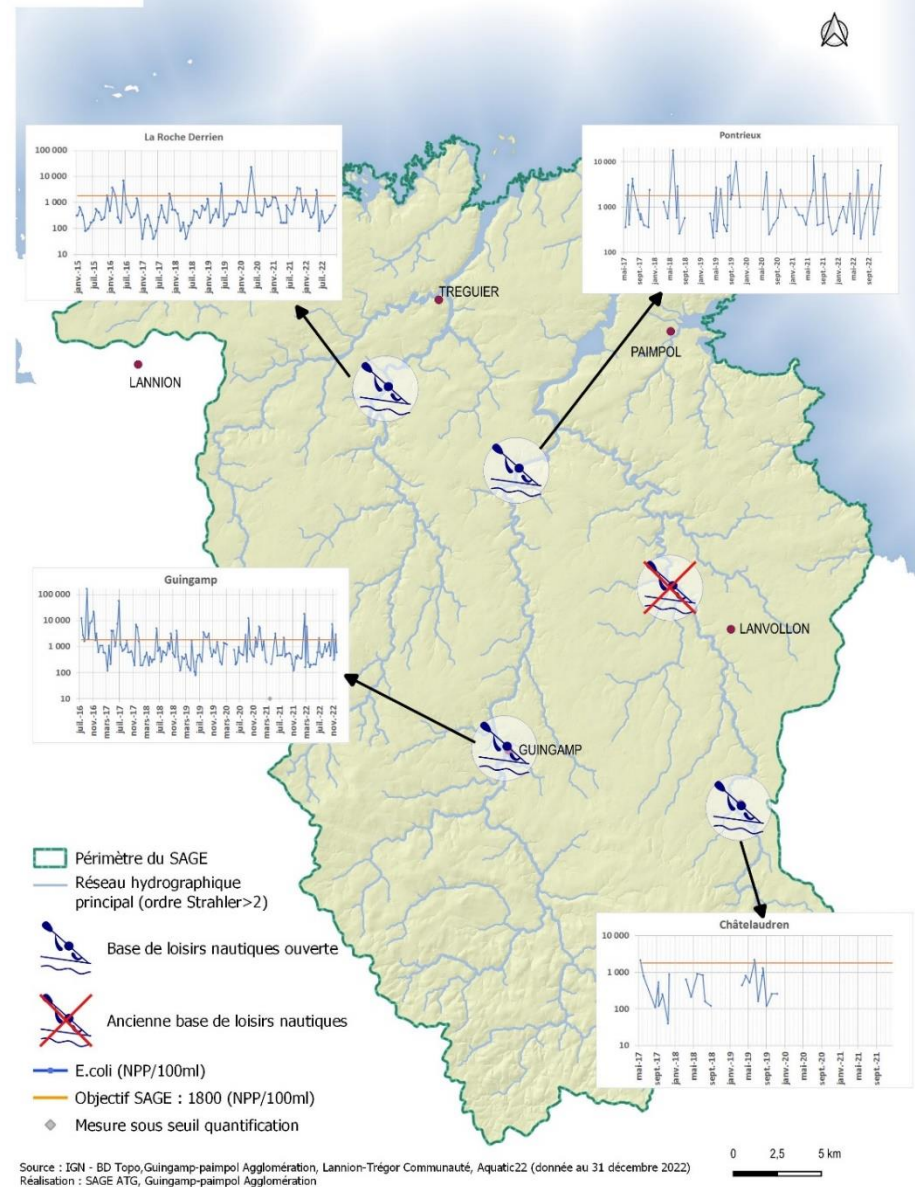 La Roche Derrien
100 000
10 000
1 000
100
10
janv.-15
juil.-15
janv.-16
juil.-16
janv.-17
juil.-17
janv.-18
juil.-18
janv.-19
juil.-19
janv.-20
juil.-20
janv.-21
juil.-21
janv.-22
juil.-22
Pontrieux
10 000
1 000
100
mai-17
sept.-17
janv.-18
mai-18
sept.-18
janv.-19
mai-19
sept.-19
janv.-20
mai-20
sept.-20
janv.-21
mai-21
sept.-21
janv.-22
mai-22
sept.-22
TREGUIER
PAIMPOL
LANNION
Guingamp
100 000
10 000
1 000
100
10
juil.-16
nov.-16
mars-17
juil.-17
nov.-17
mars-18
juil.-18
nov.-18
mars-19
juil.-19
nov.-19
mars-20
juil.-20
nov.-20
mars-21
juil.-21
nov.-21
mars-22
juil.-22
nov.-22
LANVOLLON
GUINGAMP
Châtelaudren
10 000
1 000
100
10
mai-17
sept.-17
janv.-18
mai-18
sept.-18
janv.-19
mai-19
sept.-19
janv.-20
mai-20
sept.-20
janv.-21
mai-21
sept.-21
Périmètre du SAGE
Réseau hydrographique
principal (ordre Strahler>2)
Base de loisirs nautiques ouverte
Ancienne base de loisirs nautiques
E.coli (NPP/100ml)
Objectif SAGE : 1800 (NPP/100ml)
Mesure sous seuil quantification
0 2,5 5 km
Source : IGN - BD Topo,Guingamp-paimpol Agglomération, Lannion-Trégor Communauté, Aquatic22 (donnée au 31 décembre 2022)
Réalisation : SAGE ATG, Guingamp-paimpol Agglomération